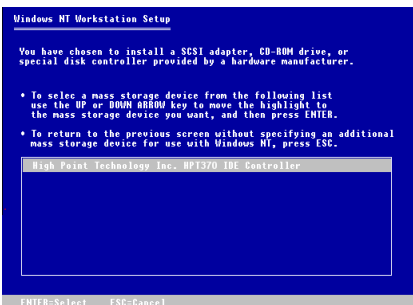 Windows NT Workstation Setup
You have chosen to install a SCSI adapter, CD-ROM drive, or
special disk controller provided by a hardware manufacturer.
• To selec a mass storage device from the following list
use the UP or DOWN ARROW key to move the highlight to
the mass storage device you want, and then press ENTER.
• To return to the previous screen without specifying an additional
mass storage device for use with Windows NT, press ESC.
High Point Technology Inc. HPT370 IDE Controller
ENTER=Select ESC=Cancel